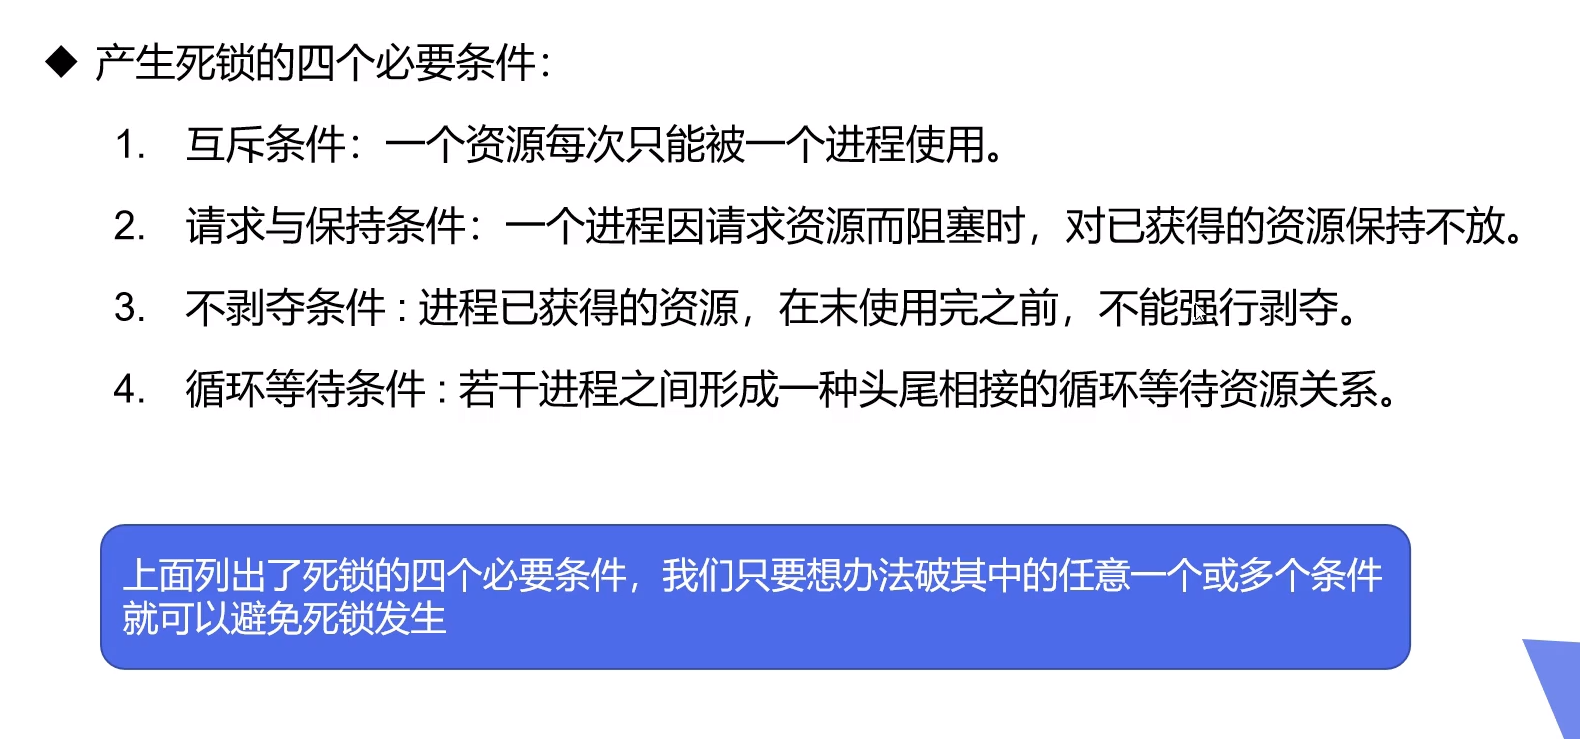 ◆ 产生死锁的四个必要条件：
1. 互斥条件：一个资源每次只能被一个进程使用。
2. 请求与保持条件：一个进程因请求资源而阻塞时，对已获得的资源保持不放。
3. 不剥夺条件 : 进程已获得的资源，在末使用完之前，不能强行剥夺。
4. 循环等待条件 : 若干进程之间形成一种头尾相接的循环等待资源关系。
上面列出了死锁的四个必要条件，我们只要想办法破其中的任意一个或多个条件
就可以避免死锁发生